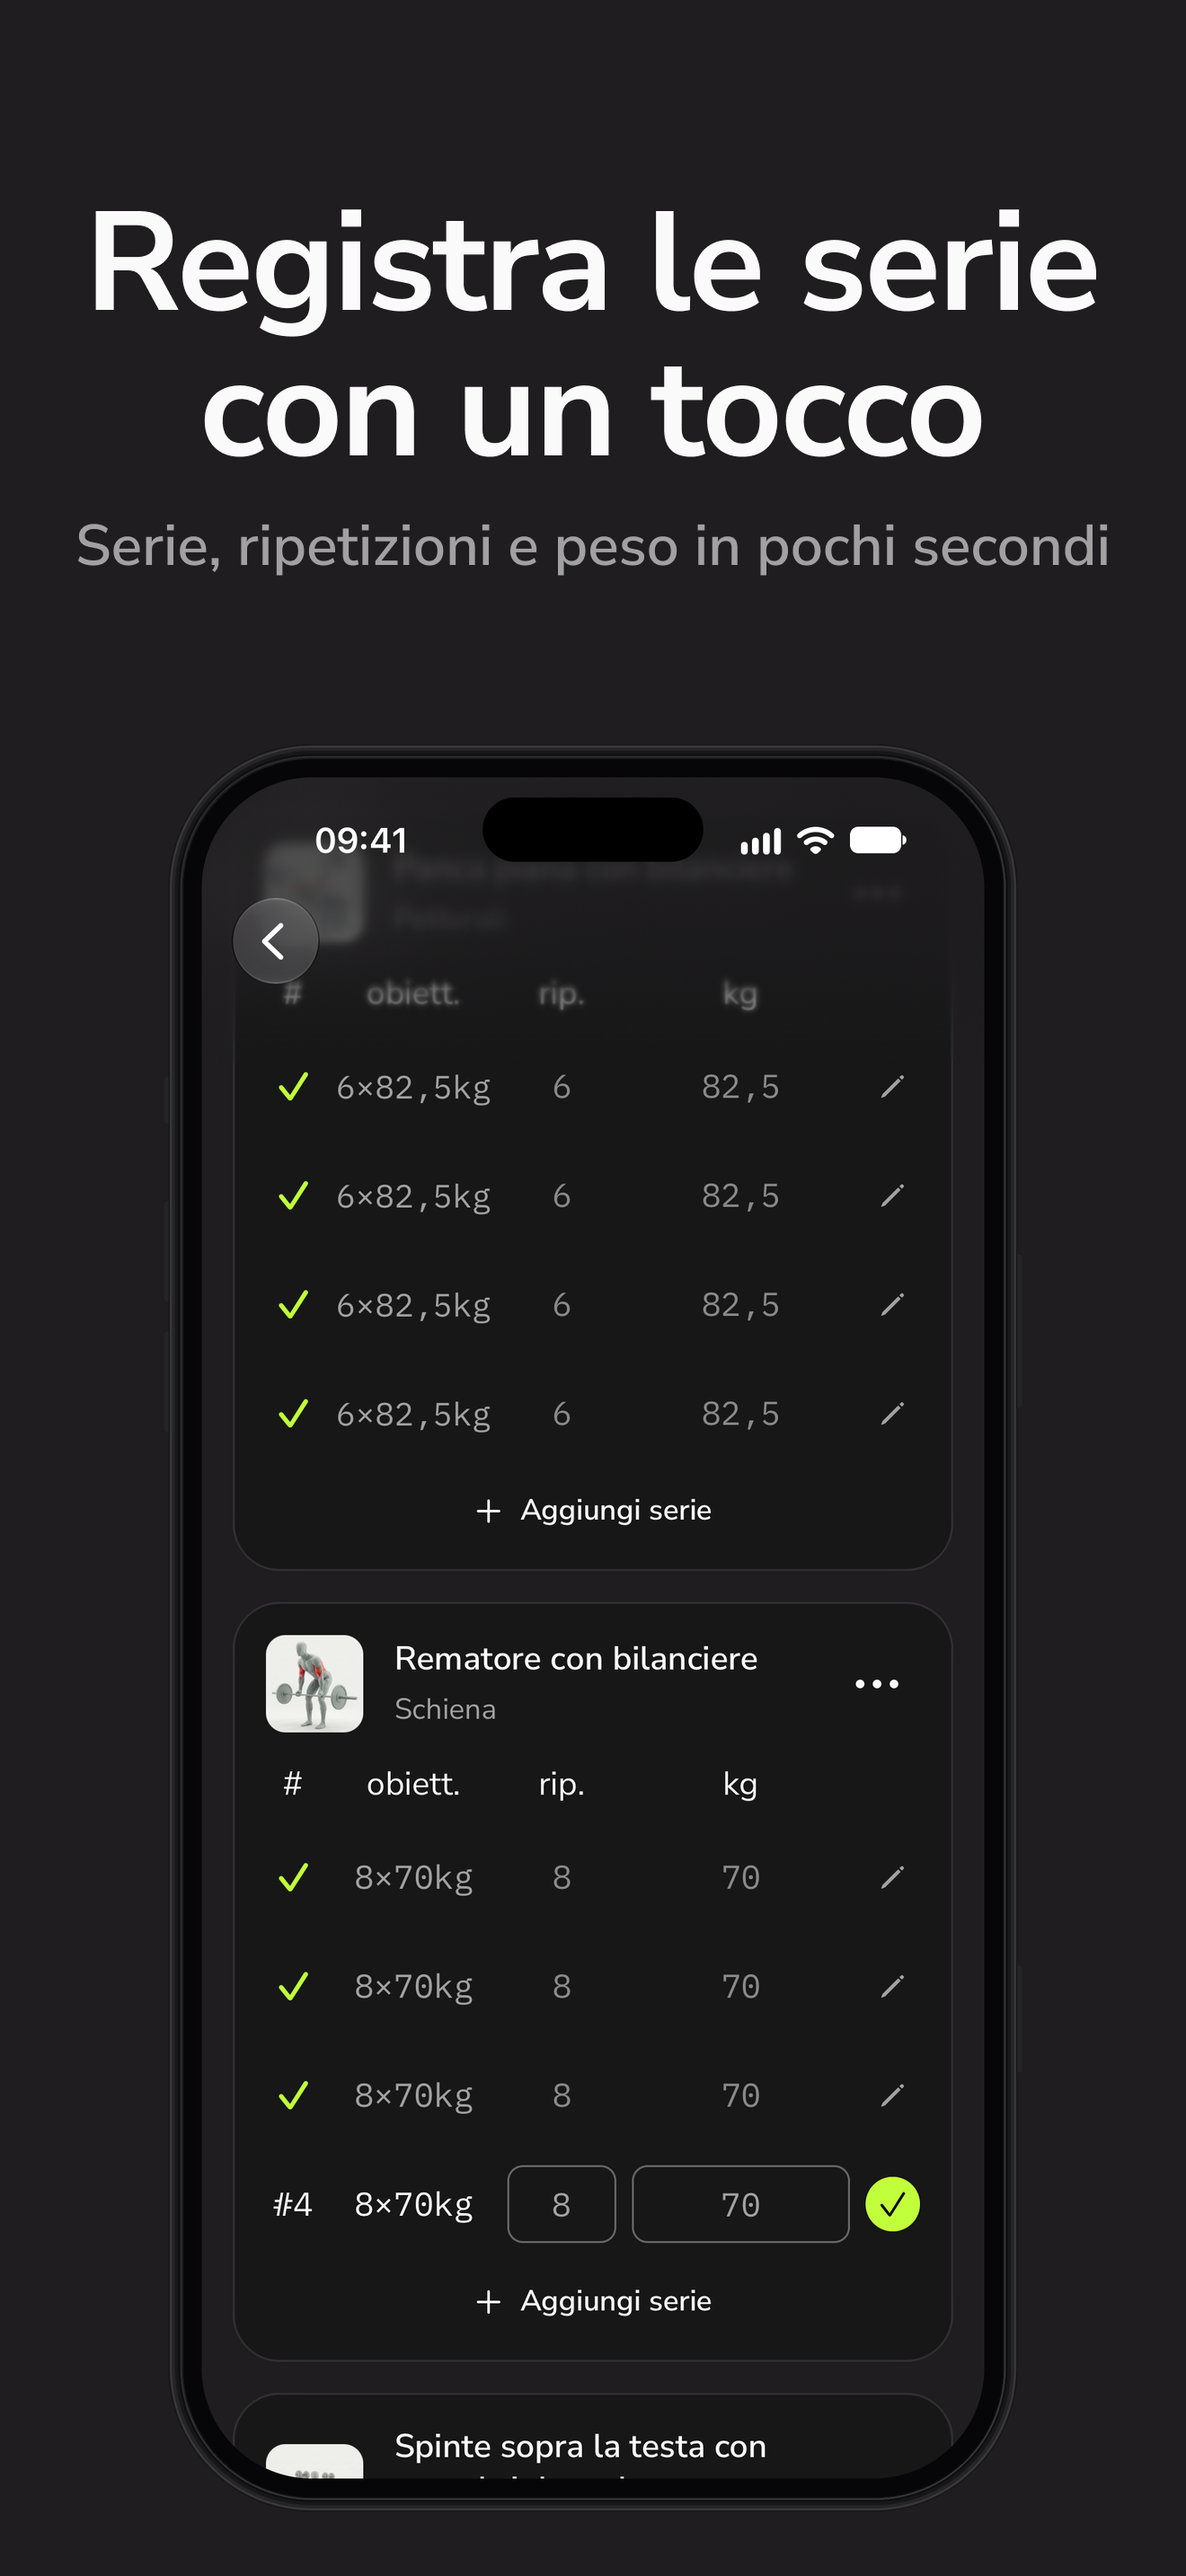 Registra le serie
con un tocco
Serie, ripetizioni e peso in pochi secondi
09:41
# obiett. rip. kg
6×82,5kg 6 82,5
6×82,5kg 6 82,5
6×82,5kg 6 82,5
6×82,5kg 6 82,5
+ Aggiungi serie
Rematore con bilanciere
Schiena
# obiett. rip. kg
8×70kg 8 70
8×70kg 8 70
8×70kg 8 70
#4 8×70kg 8 70
+ Aggiungi serie
Spinte sopra la testa con